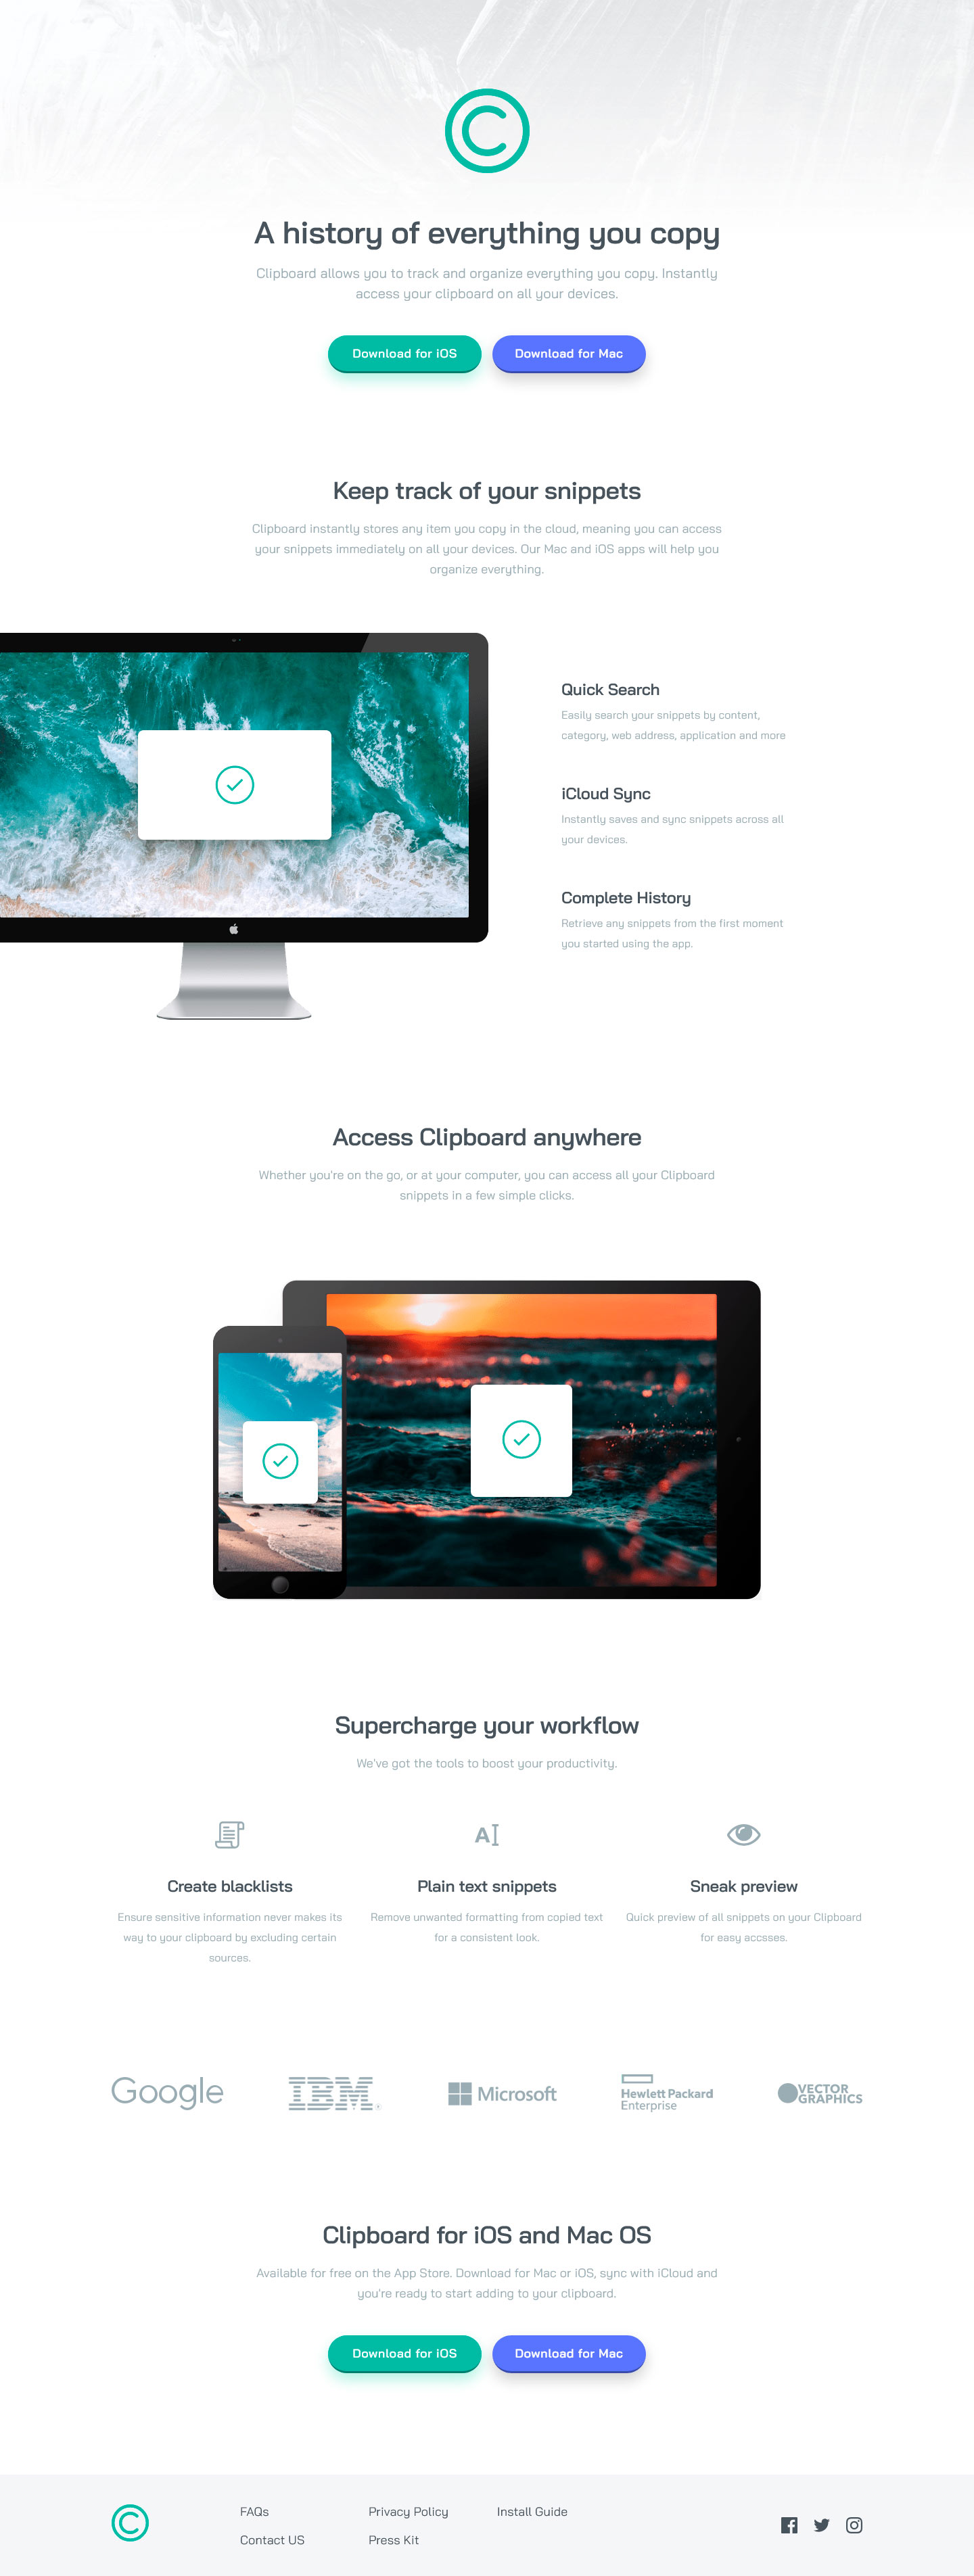 A history of everything you copy
Clipboard allows you to track and organize everything you copy. Instantly
access your clipboard on all your devices.
Download for iOS
Download for Mac
Keep track of your snippets
Clipboard instantly stores any item you copy in the cloud, meaning you can access
your snippets immediately on all your devices. Our Mac and iOS apps will help you
organize everything.
Quick Search
Easily search your snippets by content,
category, web address, application and more
iCloud Sync
Instantly saves and sync snippets across all
your devices.
Complete History
Retrieve any snippets from the first moment
you started using the app.
Access Clipboard anywhere
Whether you're on the go, or at your computer, you can access all your Clipboard
snippets in a few simple clicks.
Supercharge your workflow
We've got the tools to boost your productivity.
Create blacklists
Ensure sensitive information never makes its
way to your clipboard by excluding certain
sources.
Plain text snippets
Remove unwanted formatting from copied text
for a consistent look.
Sneak preview
Quick preview of all snippets on your Clipboard
for easy accsses.
Google
IBM
Microsoft
Hewlett Packard
Enterprise
VECTOR
GRAPHICS
Clipboard for iOS and Mac OS
Available for free on the App Store. Download for Mac or iOS, sync with iCloud and
you're ready to start adding to your clipboard.
Download for iOS
Download for Mac
FAQs
Contact US
Privacy Policy
Press Kit
Install Guide